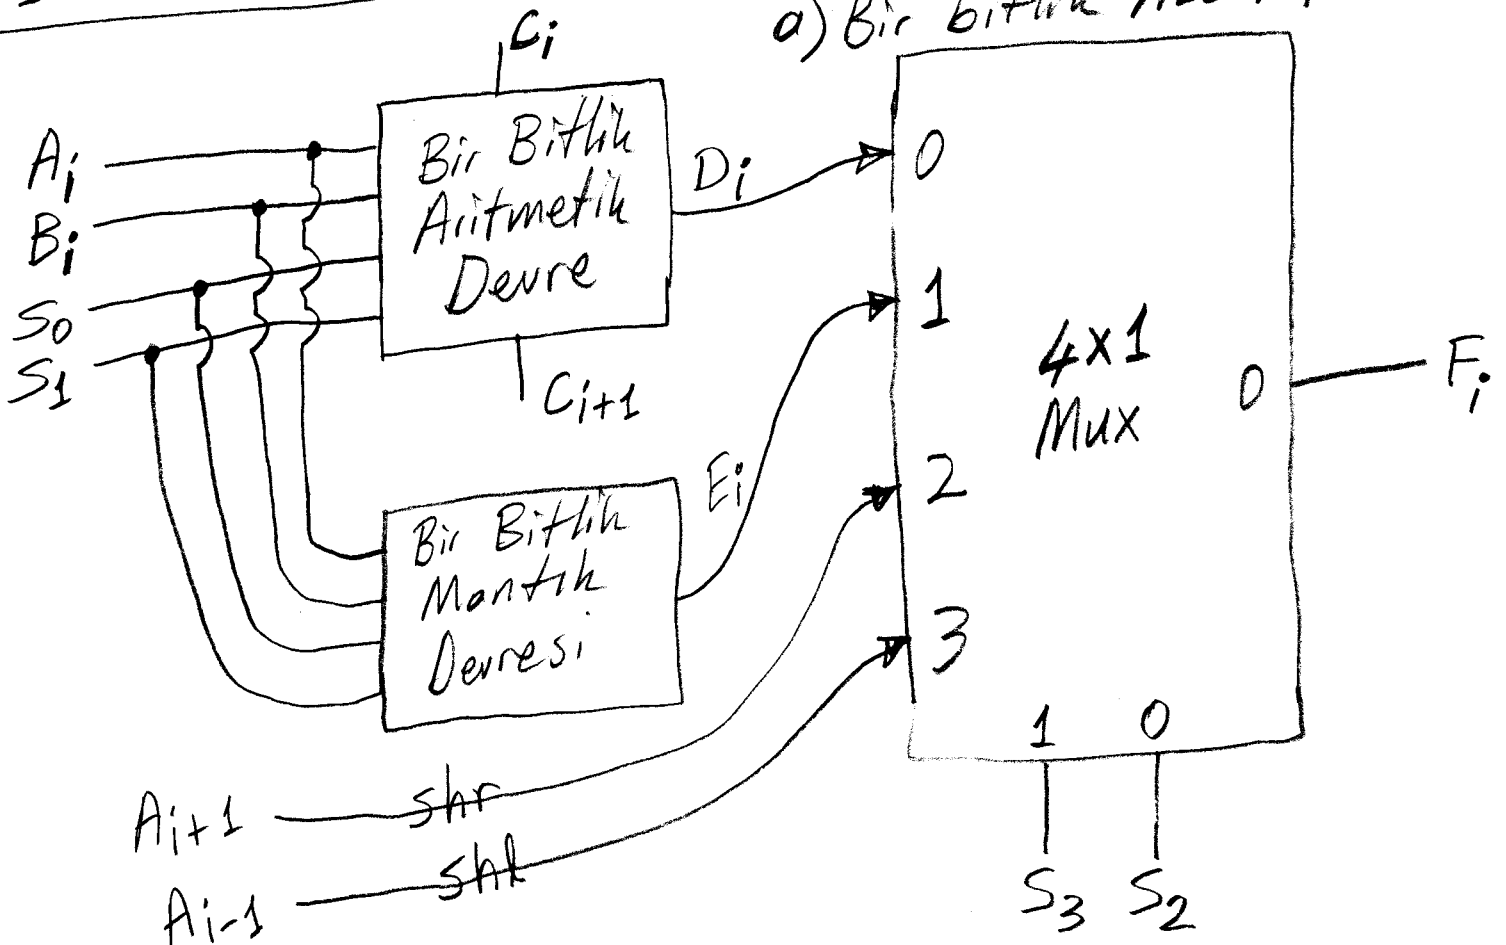 a) Bir bitlik
Ci
Ai
Bi
S0
S1
Bir Bitlik
Aritmetik
Devre
Di
Ci+1
Bir Bitlik
Mantık
Devresi
Ei
Ai+1
shr
Ai-1
shl
0
1
2
3
4x1
Mux
0
Fi
1 0
S3 S2